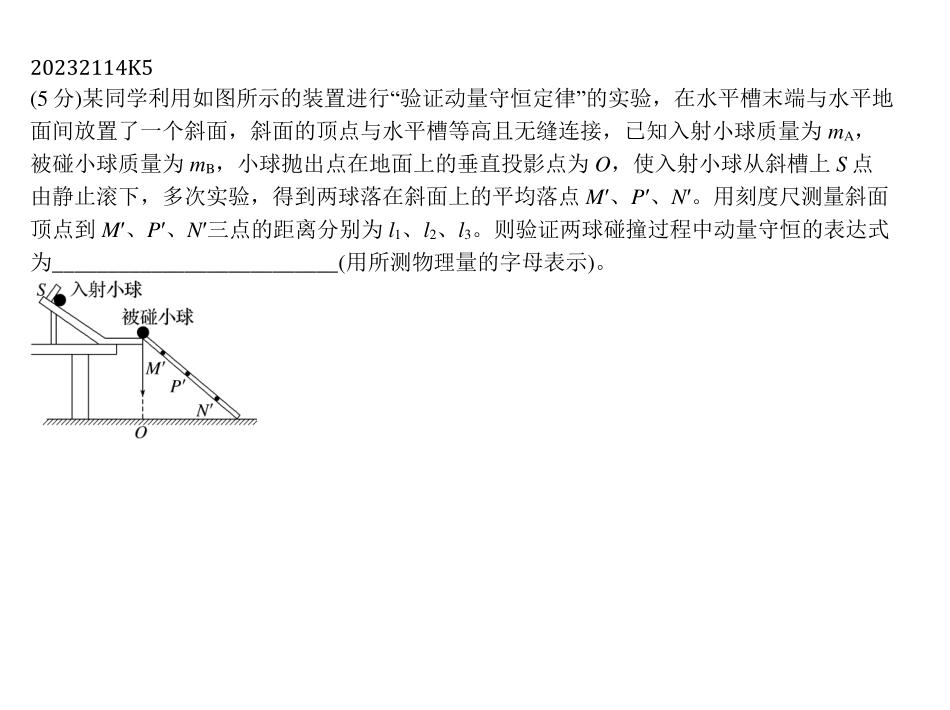 20232114K5
(5 分)某同学利用如图所示的装置进行“验证动量守恒定律”的实验，在水平槽末端与水平地
面间放置了一个斜面，斜面的顶点与水平槽等高且无缝连接，已知入射小球质量为 mA，
被碰小球质量为 mB，小球抛出点在地面上的垂直投影点为 O，使入射小球从斜槽上 S 点
由静止滚下，多次实验，得到两球落在斜面上的平均落点 M′、P′、N′。用刻度尺测量斜面
顶点到 M′、P′、N′三点的距离分别为 l1、l2、l3。则验证两球碰撞过程中动量守恒的表达式
为__________________________(用所测物理量的字母表示)。
S 入射小球
被碰小球
M′
P′
N′
O